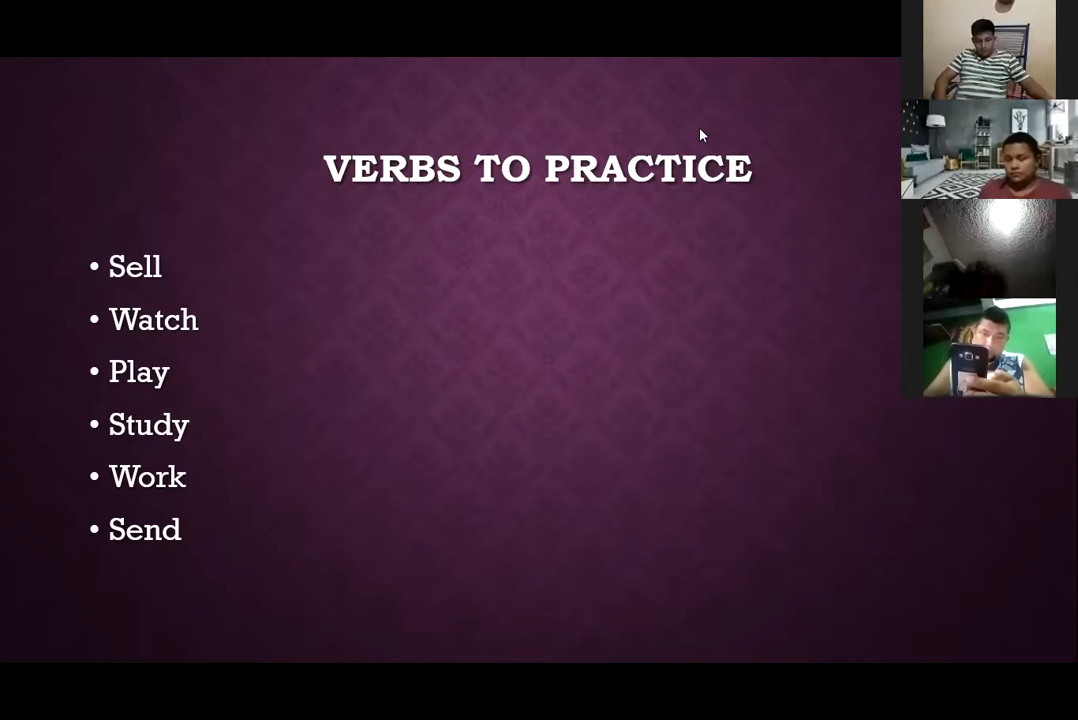 VERBS TO PRACTICE
• Sell
• Watch
• Play
• Study
• Work
• Send